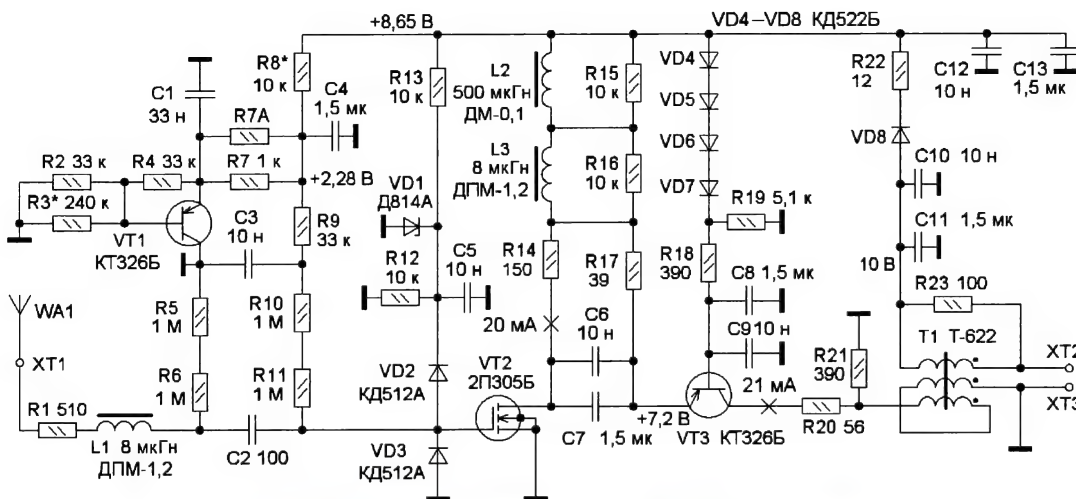 +8,65 В
VD4–VD8 КД522Б
R8*
10 к
C1
33 н
C4
1,5 мк
R7А
R2 33 к
R4 33 к
R7 1 к
+2,28 В
R3* 240 к
VT1
КТ326Б
C3
10 н
R9
33 к
R5
1 М
R10
1 М
R6
1 М
R11
1 М
WA1
XT1
R1 510
L1 8 мкГн
ДПМ-1,2
C2 100
R13
10 к
VD1
Д814А
R12
10 к
C5
10 н
VD2
КД512А
VD3
КД512А
VT2
2П305Б
L2
500 мкГн
ДМ-0,1
L3
8 мкГн
ДПМ-1,2
R15
10 к
R16
10 к
R14
150
R17
39
20 мА
C6
10 н
C7
1,5 мк
+7,2 В
VD4
VD5
VD6
VD7
R19 5,1 к
R18
390
C8 1,5 мк
C9 10 н
VT3 КТ326Б
21 мА
R21
390
R20 56
R22
12
C12
10 н
C13
1,5 мк
VD8
C10 10 н
C11 1,5 мк
10 В
R23 100
T1 Т-622
XT2
XT3